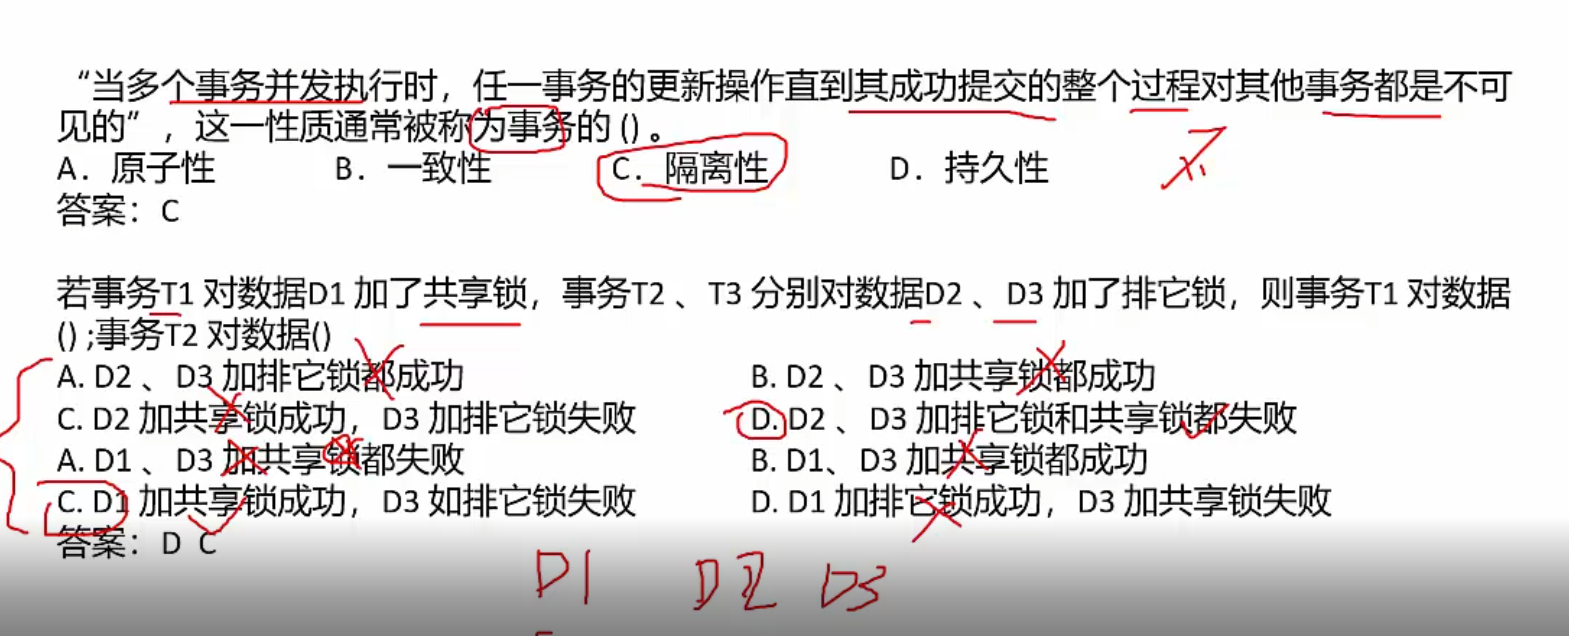 “当多个事务并发执行时，任一事务的更新操作直到其成功提交的整个过程对其他事务都是不可
见的”，这一性质通常被称为事务的 () 。
A．原子性 B．一致性 C．隔离性 D．持久性
答案：C
若事务T1 对数据D1 加了共享锁，事务T2 、T3 分别对数据D2 、D3 加了排它锁，则事务T1 对数据
() ;事务T2 对数据()
A. D2 、D3 加排它锁都成功 B. D2 、D3 加共享锁都成功
C. D2 加共享锁成功，D3 加排它锁失败 D. D2 、D3 加排它锁和共享锁都失败
A. D1 、D3 加共享锁都失败 B. D1、D3 加共享锁都成功
C. D1 加共享锁成功，D3 如排它锁失败 D. D1 加排它锁成功，D3 加共享锁失败
答案：D C
D1 D2 D3